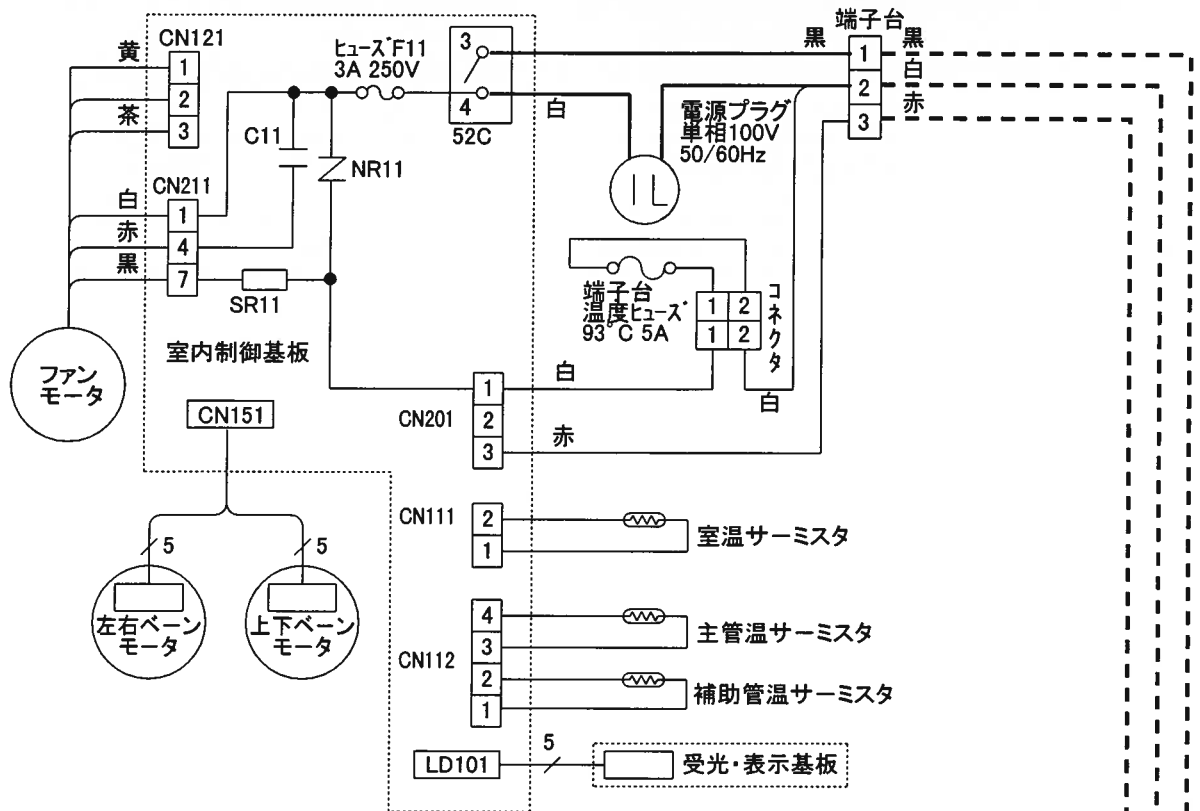 端子台
CN121
黄
1
2
茶
3
ヒューズF11
3A 250V
3
4
52C
黒
白
1
2
3
黒
白
赤
電源プラグ
単相100V
50/60Hz
C11
NR11
CN211
白
1
赤
4
黒
7
SR11
室内制御基板
ファン
モータ
端子台
温度ヒューズ
93°C 5A
1 2
1 2
コネクタ
白
白
CN201
1
2
3
赤
CN151
5
5
左右ベーン
モータ
上下ベーン
モータ
CN111
2
1
室温サーミスタ
CN112
4
3
2
1
主管温サーミスタ
補助管温サーミスタ
LD101
5
受光・表示基板